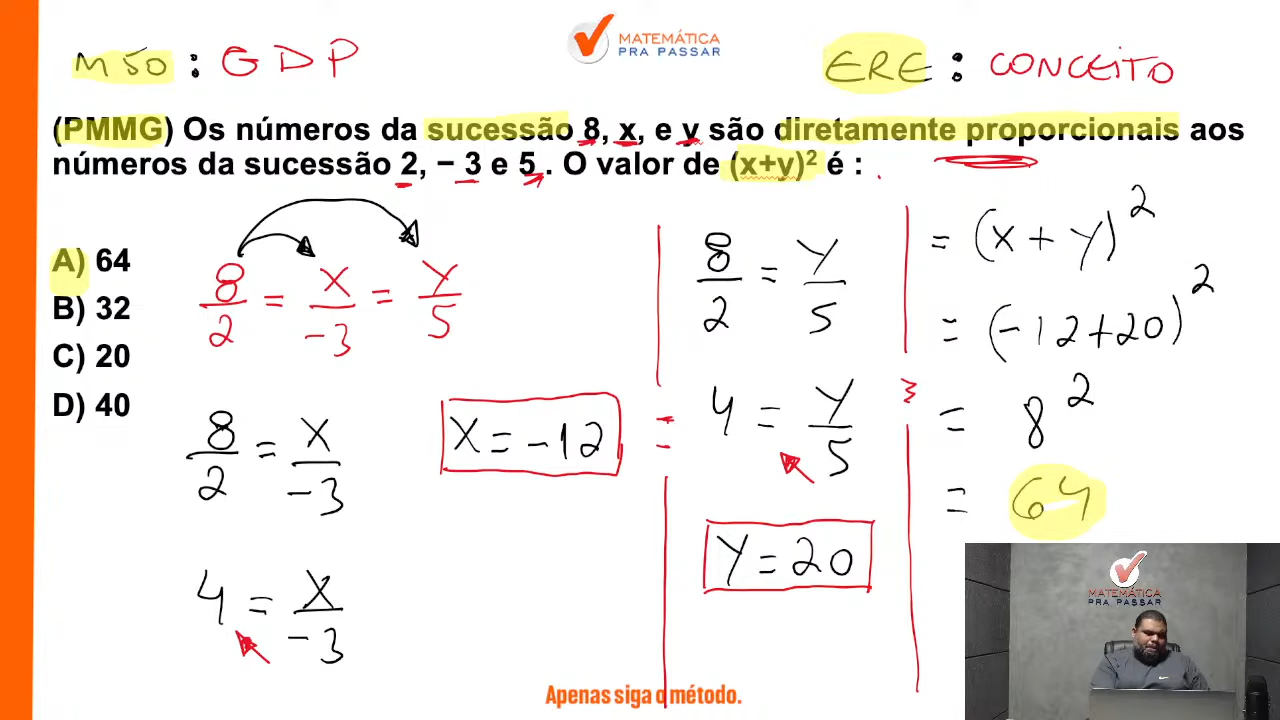 M50 : GDP
MATEMÁTICA
PRA PASSAR
ERE : CONCEITO
(PMMG) Os números da sucessão 8, x, e y são diretamente proporcionais aos
números da sucessão 2, – 3 e 5 . O valor de (x+y)² é :
A) 64
B) 32
C) 20
D) 40
8/2 = X/-3 = Y/5
8/2 = X/-3
4 = X/-3
X = -12
8/2 = Y/5
4 = Y/5
Y = 20
= (X + Y)²
= (-12+20)²
= 8²
= 64
MATEMÁTICA
PRA PASSAR
Apenas siga o método.